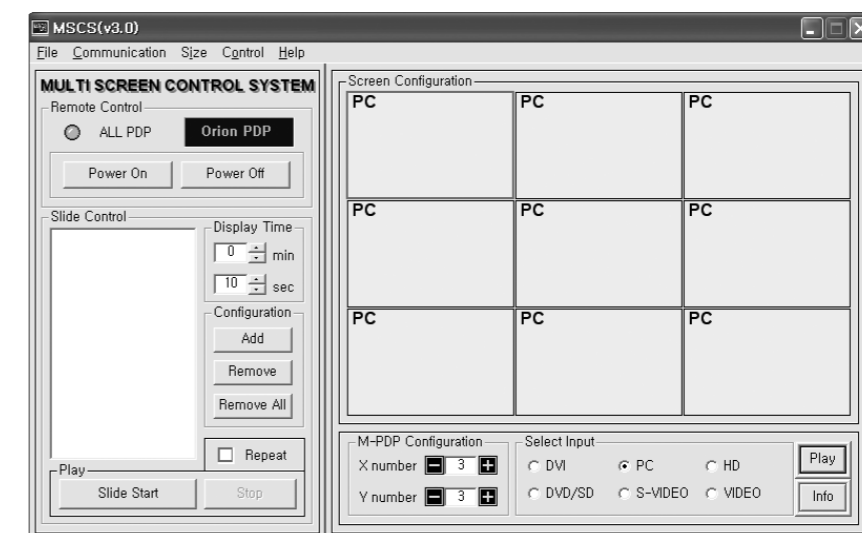 MSCS(v3.0)
File Communication Size Control Help
MULTI SCREEN CONTROL SYSTEM
Remote Control
ALL PDP Orion PDP
Power On Power Off
Slide Control
Display Time
0 min
10 sec
Configuration
Add
Remove
Remove All
Repeat
Play
Slide Start Stop
Screen Configuration
PC PC PC
PC PC PC
PC PC PC
M-PDP Configuration
X number 3
Y number 3
Select Input
DVI PC HD
DVD/SD S-VIDEO VIDEO
Play
Info